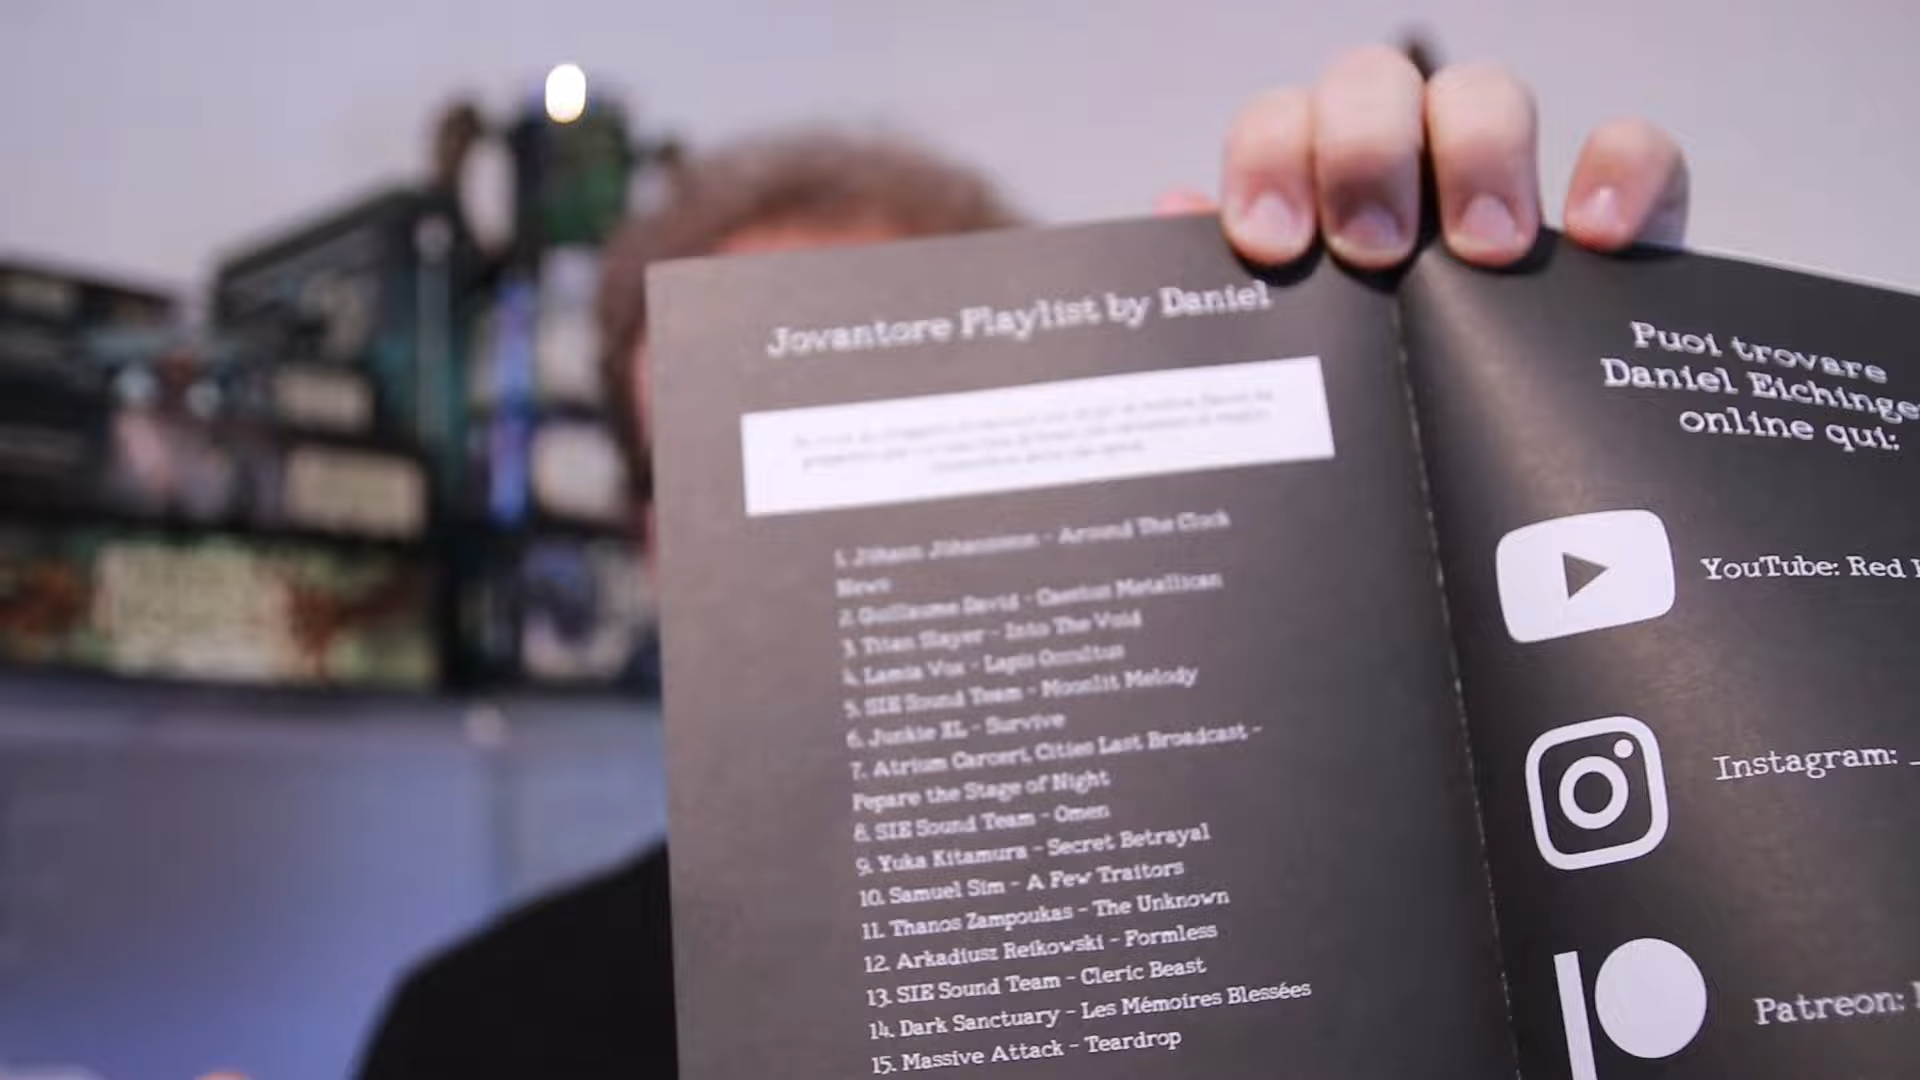 Jovantore Playlist by Daniel
1. Jóhann Jóhannsson - Around The Clock
News
2. Guillaume David - Cantus Metallican
3. Titan Slayer - Into The Void
4. Lamia Vox - Lapis Occultus
5. SIE Sound Team - Moonlit Melody
6. Junkie XL - Survive
7. Atrium Carceri, Cities Last Broadcast -
Pepare the Stage of Night
8. SIE Sound Team - Omen
9. Yuka Kitamura - Secret Betrayal
10. Samuel Sim - A Few Traitors
11. Thanos Zampoukas - The Unknown
12. Arkadiusz Reikowski - Formless
13. SIE Sound Team - Cleric Beast
14. Dark Sanctuary - Les Mémoires Blessées
15. Massive Attack - Teardrop
Puoi trovare
Daniel Eichinge
online qui:
YouTube: Red
Instagram: _
Patreon: